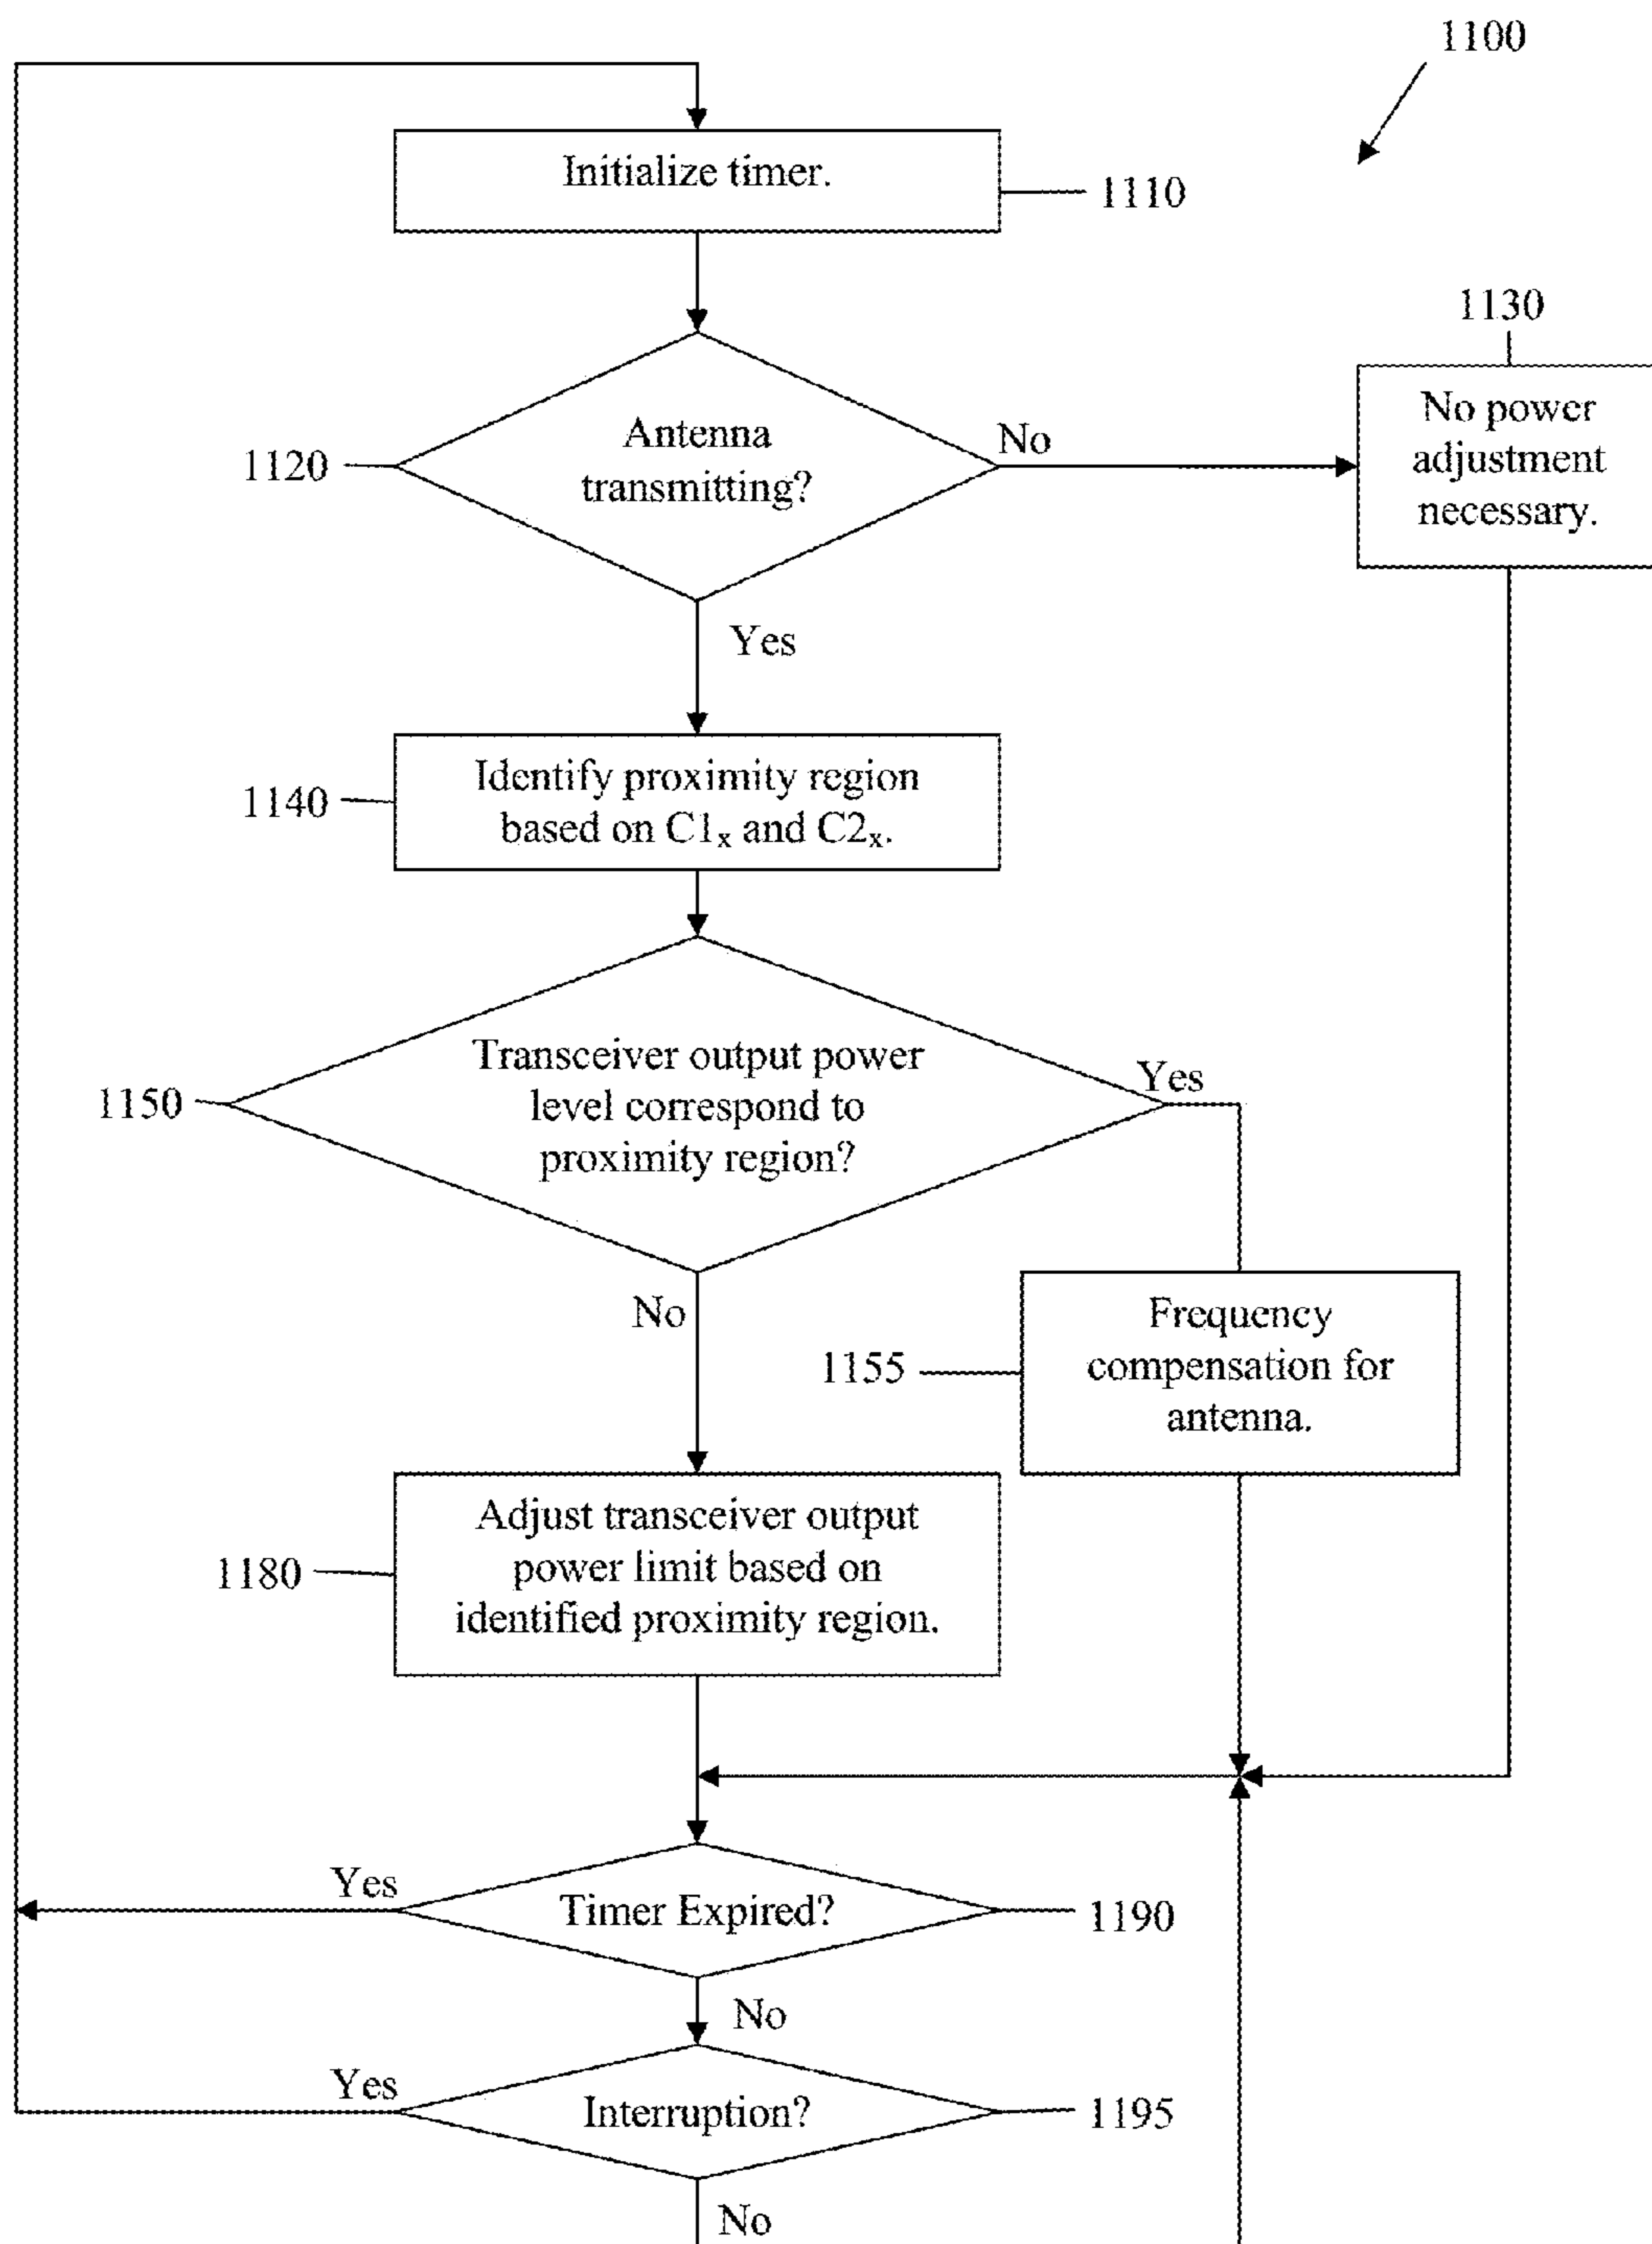 1100
Initialize timer.
1110
1130
No power
adjustment
necessary.
Antenna
transmitting?
1120
No
Yes
Identify proximity region
based on C1ₓ and C2ₓ.
1140
Transceiver output power
level correspond to
proximity region?
1150
Yes
No
Frequency
compensation for
antenna.
1155
Adjust transceiver output
power limit based on
identified proximity region.
1180
Yes
Timer Expired?
1190
No
Yes
Interruption?
1195
No